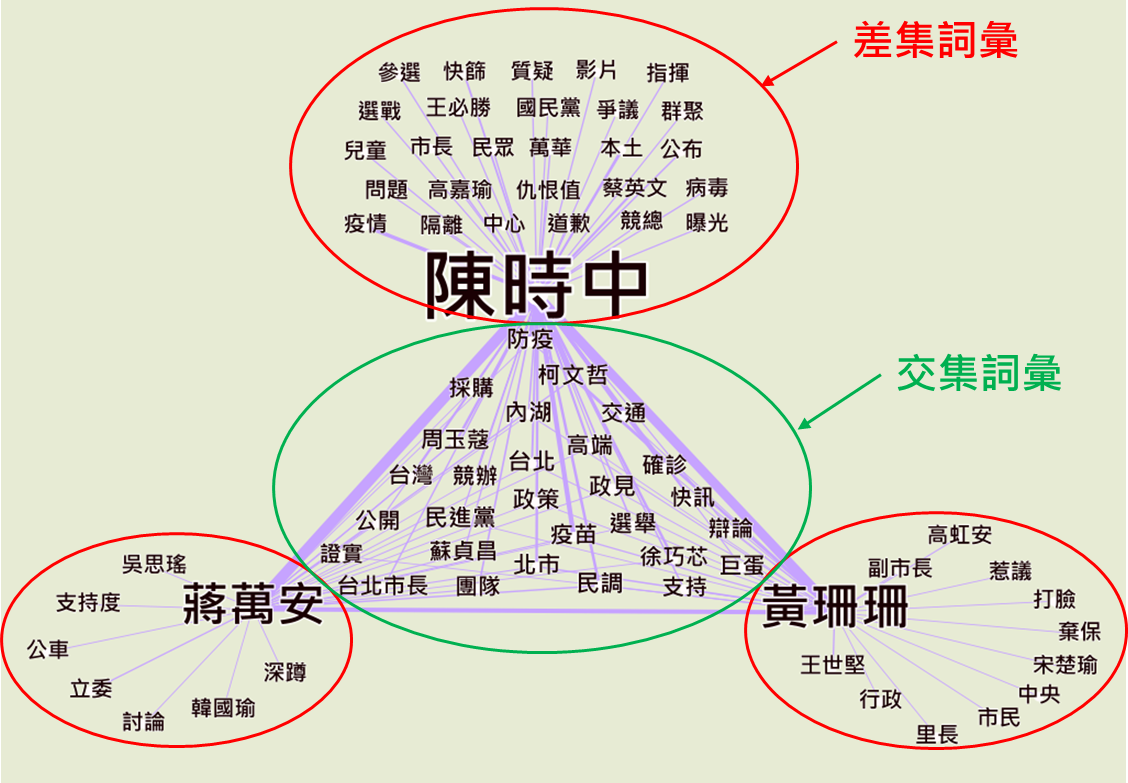 差集詞彙
參選 快篩 質疑 影片 指揮
選戰 王必勝 國民黨 爭議 群聚
兒童 市長 民眾 萬華 本土 公布
問題 高嘉瑜 仇恨值 蔡英文 病毒
疫情 隔離 中心 道歉 競總 曝光
陳時中
防疫
交集詞彙
採購 柯文哲
內湖 交通
周玉蔻 高端
台灣 競辦 台北 確診
政策 政見 快訊
公開 民進黨 疫苗 選舉 辯論
證實 蘇貞昌 北市 徐巧芯 巨蛋
台北市長 團隊 民調 支持
吳思瑤
蔣萬安
支持度
公車
深蹲
立委
韓國瑜
討論
高虹安
副市長 惹議
黃珊珊
打臉
棄保
王世堅 宋楚瑜
行政 中央
市民
里長